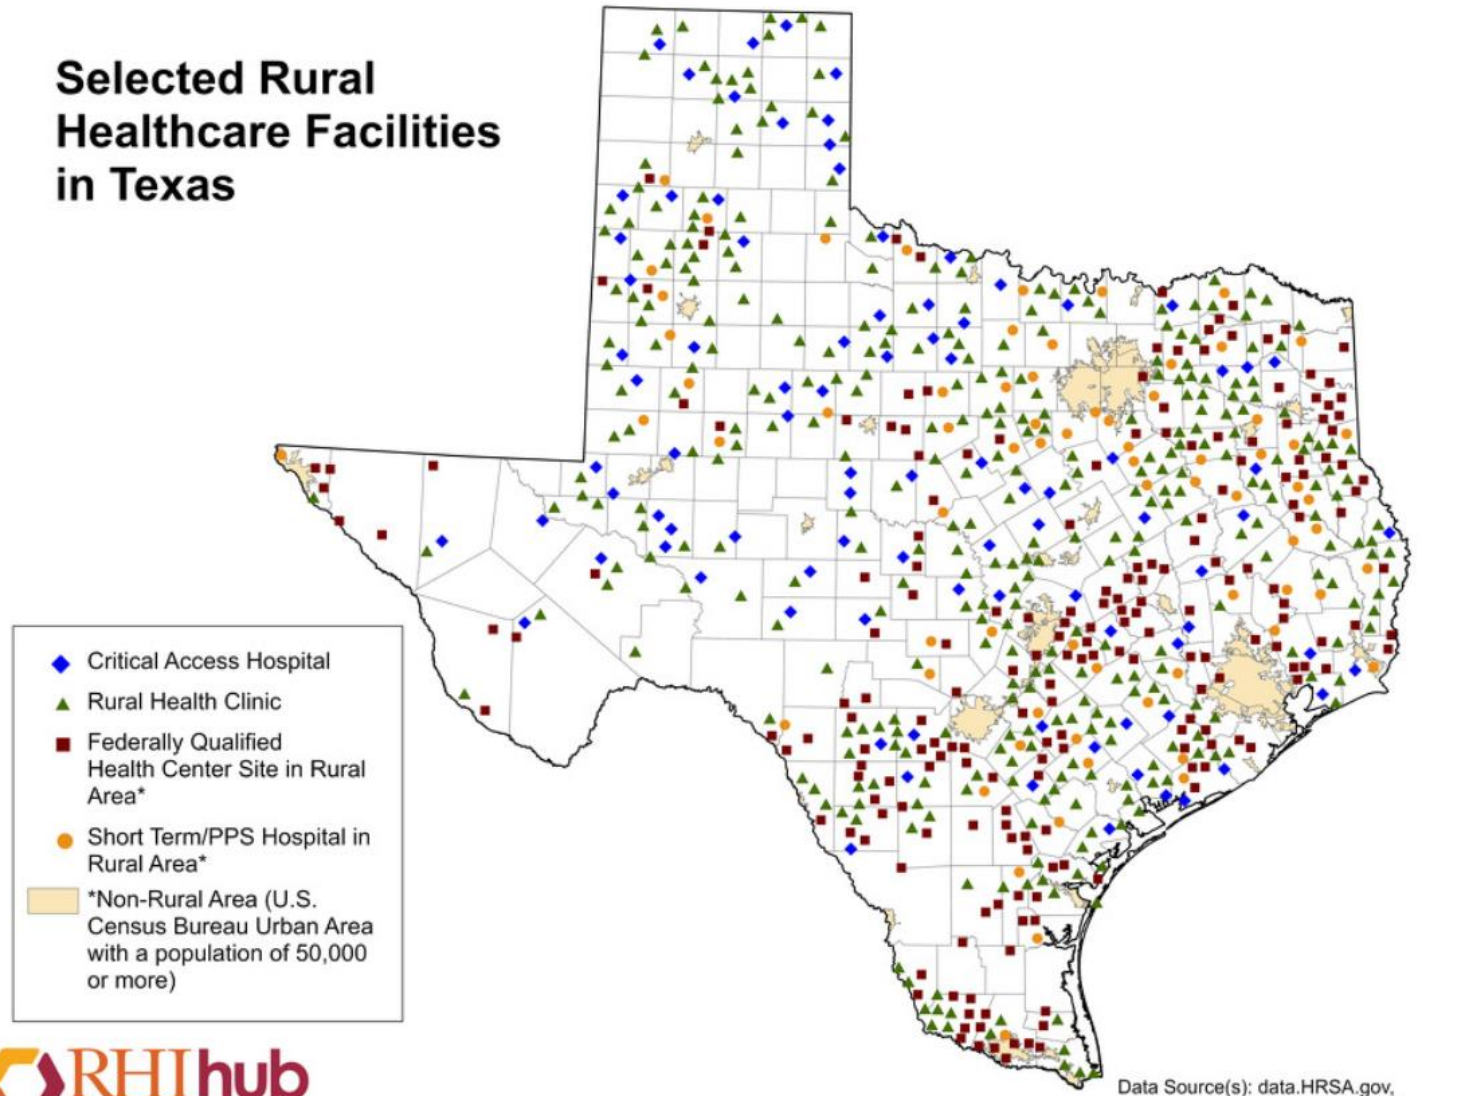 Selected Rural
Healthcare Facilities
in Texas
Critical Access Hospital
Rural Health Clinic
Federally Qualified
Health Center Site in Rural
Area*
Short Term/PPS Hospital in
Rural Area*
*Non-Rural Area (U.S.
Census Bureau Urban Area
with a population of 50,000
or more)
RHIhub
Data Source(s): data.HRSA.gov,